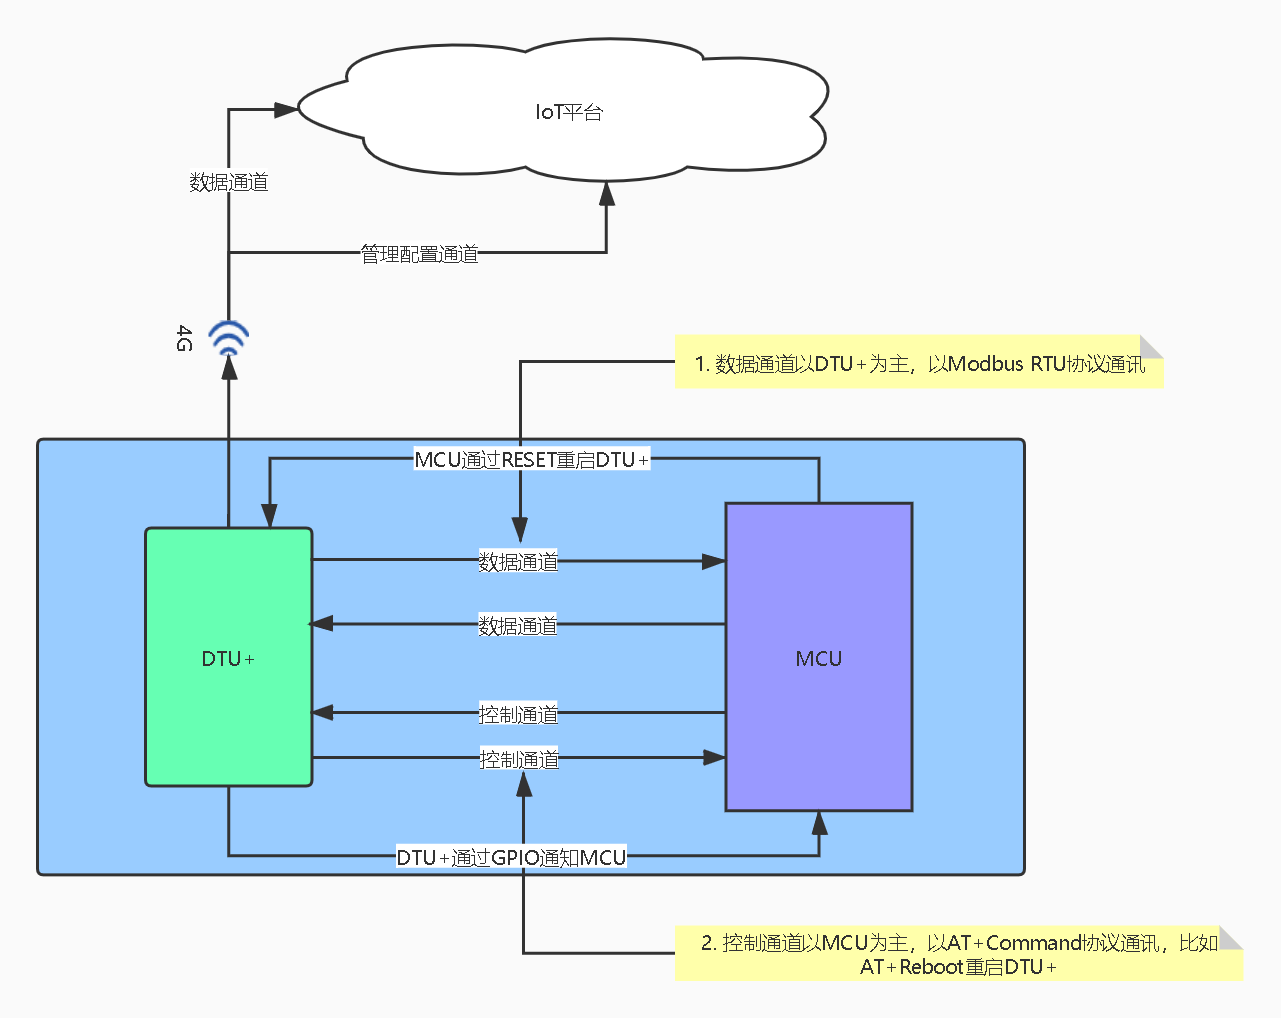 IoT平台
数据通道
管理配置通道
4G
1. 数据通道以DTU+为主，以Modbus RTU协议通讯
MCU通过RESET重启DTU+
数据通道
数据通道
DTU+
MCU
控制通道
控制通道
DTU+通过GPIO通知MCU
2. 控制通道以MCU为主，以AT+Command协议通讯，比如
AT+Reboot重启DTU+